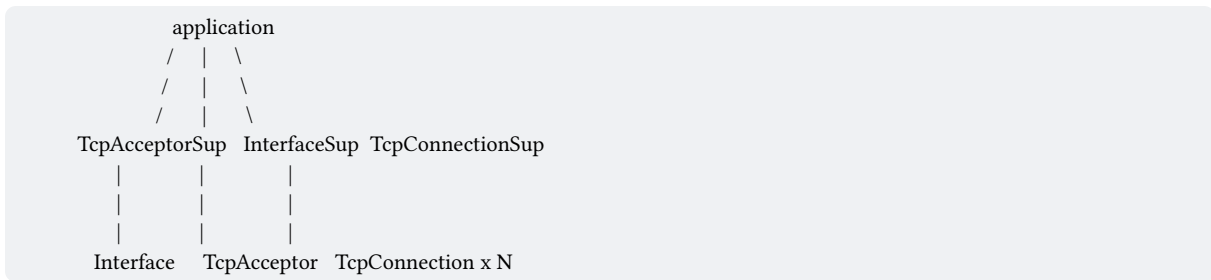 application
/ | \
/ | \
/ | \
TcpAcceptorSup InterfaceSup TcpConnectionSup
| | |
| | |
| | |
Interface TcpAcceptor TcpConnection x N